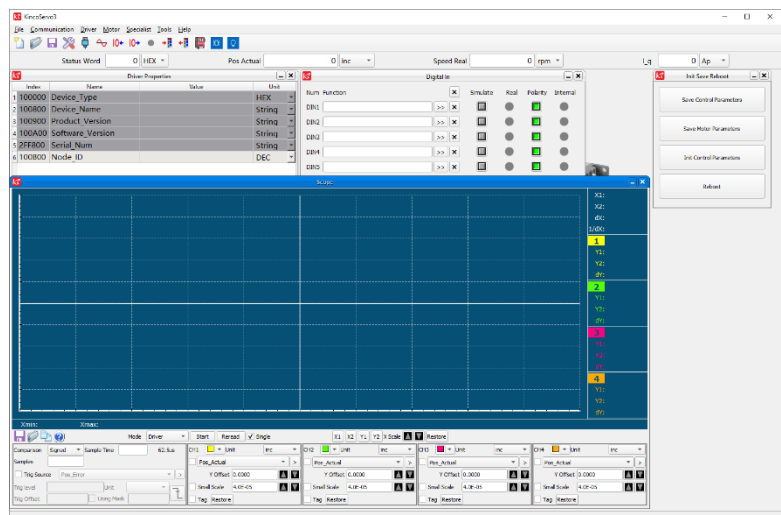 KincoServo3
File Communication Driver Motor Specialist Tools Help
Status Word 0 HEX Pos Actual 0 inc Speed Real 0 rpm I_q 0 Ap
Driver Properties
Index Name Value Unit
1 100000 Device_Type HEX
2 100800 Device_Name String
3 100900 Product_Version String
4 100A00 Software_Version String
5 2FF800 Serial_Num String
6 100B00 Node_ID DEC
Digital In
Num Function Simulate Real Polarity Internal
DIN1 >>
DIN2 >>
DIN3 >>
DIN4 >>
DIN5 >>
Init Save Reboot
Save Control Parameters
Save Motor Parameters
Init Control Parameters
Reboot
Scope
X1:
X2:
dX:
1/dX:
1
Y1:
Y2:
dY:
2
Y1:
Y2:
dY:
3
Y1:
Y2:
dY:
4
Y1:
Y2:
dY:
Xmin: Xmax:
Mode Driver Start Reread Single X1 X2 Y1 Y2 X Scale Restore
Comparison Signed Sample Time 62.5us
Samples
Trig Source Pos_Error >
Trig level Unit
Trig Offset Using Mask
CH1 Unit inc
Pos_Actual >
Y Offset 0.0000
Small Scale 4.0E-05
Tag Restore
CH2 Unit inc
Pos_Actual >
Y Offset 0.0000
Small Scale 4.0E-05
Tag Restore
CH3 Unit inc
Pos_Actual >
Y Offset 0.0000
Small Scale 4.0E-05
Tag Restore
CH4 Unit inc
Pos_Actual >
Y Offset 0.0000
Small Scale 4.0E-05
Tag Restore